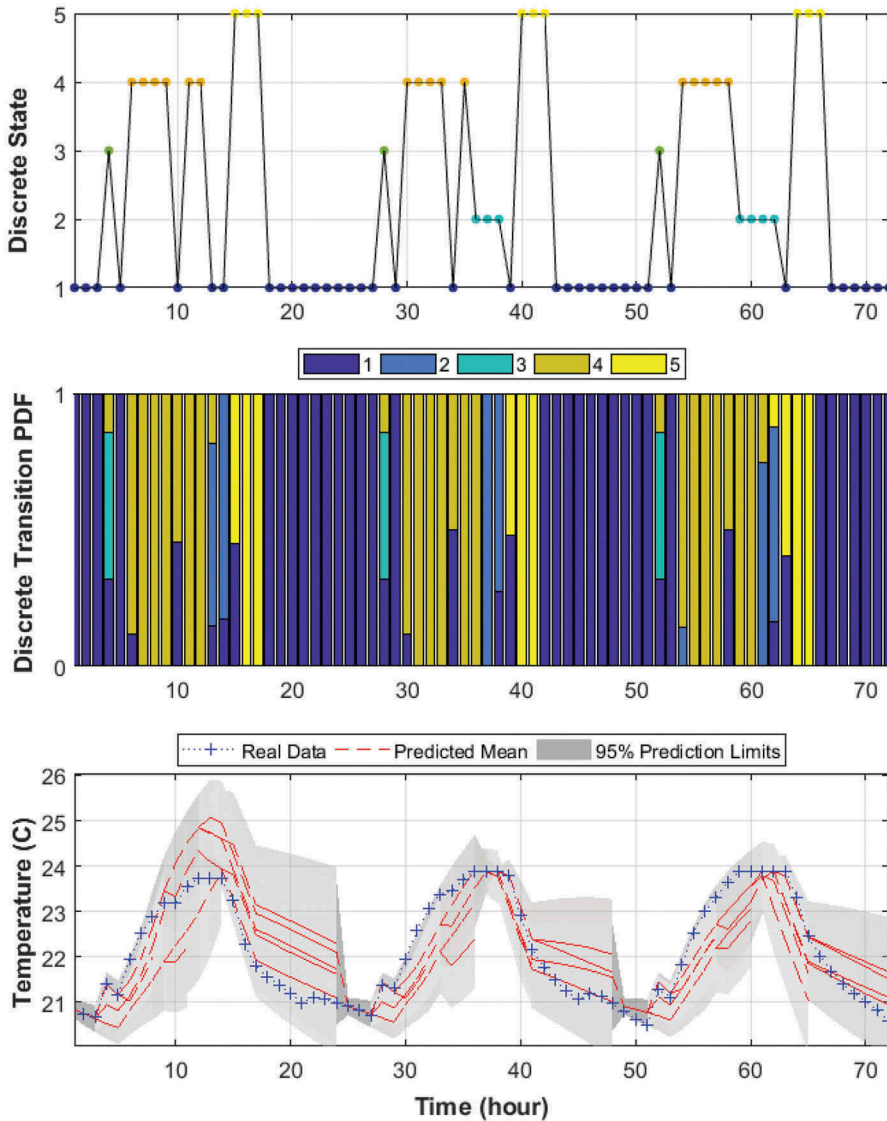 5
4
3
2
1
Discrete State
10 20 30 40 50 60 70
1 2 3 4 5
1
0
Discrete Transition PDF
10 20 30 40 50 60 70
Real Data Predicted Mean 95% Prediction Limits
26
25
24
23
22
21
Temperature (C)
10 20 30 40 50 60 70
Time (hour)